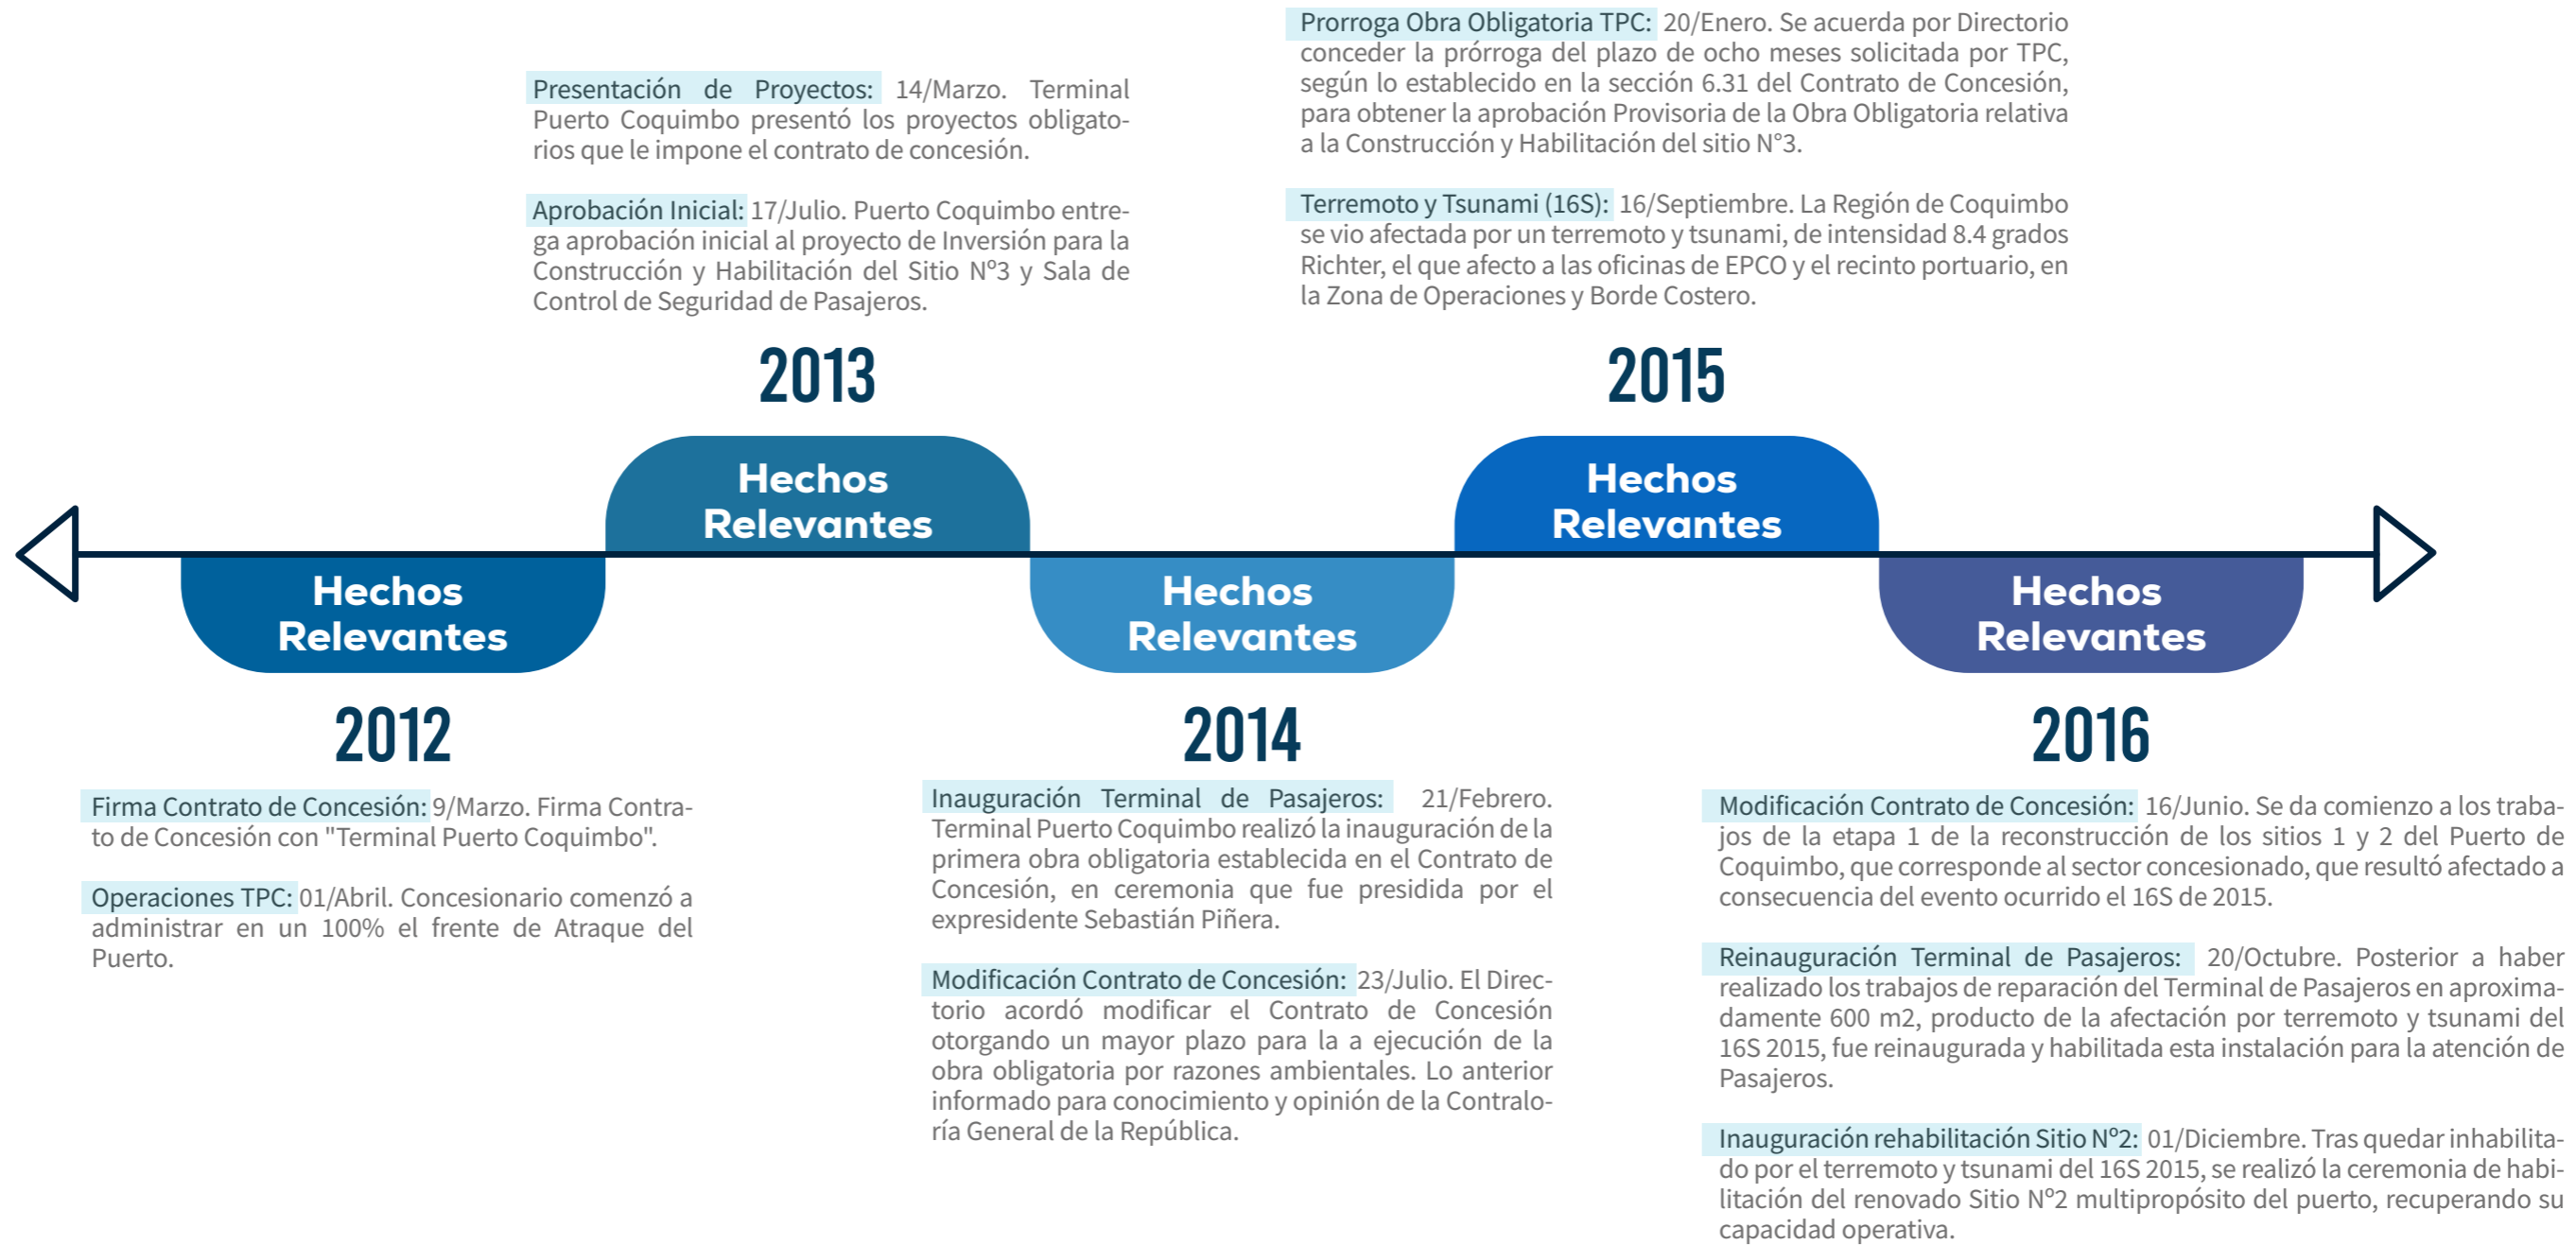 Presentación de Proyectos: 14/Marzo. Terminal
Puerto Coquimbo presentó los proyectos obligato-
rios que le impone el contrato de concesión.
Aprobación Inicial: 17/Julio. Puerto Coquimbo entre-
ga aprobación inicial al proyecto de Inversión para la
Construcción y Habilitación del Sitio Nº3 y Sala de
Control de Seguridad de Pasajeros.
2013
Hechos
Relevantes
Prorroga Obra Obligatoria TPC: 20/Enero. Se acuerda por Directorio
conceder la prórroga del plazo de ocho meses solicitada por TPC,
según lo establecido en la sección 6.31 del Contrato de Concesión,
para obtener la aprobación Provisoria de la Obra Obligatoria relativa
a la Construcción y Habilitación del sitio N°3.
Terremoto y Tsunami (16S): 16/Septiembre. La Región de Coquimbo
se vio afectada por un terremoto y tsunami, de intensidad 8.4 grados
Richter, el que afecto a las oficinas de EPCO y el recinto portuario, en
la Zona de Operaciones y Borde Costero.
2015
Hechos
Relevantes
Hechos
Relevantes
2012
Firma Contrato de Concesión: 9/Marzo. Firma Contra-
to de Concesión con "Terminal Puerto Coquimbo".
Operaciones TPC: 01/Abril. Concesionario comenzó a
administrar en un 100% el frente de Atraque del
Puerto.
Hechos
Relevantes
2014
Inauguración Terminal de Pasajeros: 21/Febrero.
Terminal Puerto Coquimbo realizó la inauguración de la
primera obra obligatoria establecida en el Contrato de
Concesión, en ceremonia que fue presidida por el
expresidente Sebastián Piñera.
Modificación Contrato de Concesión: 23/Julio. El Direc-
torio acordó modificar el Contrato de Concesión
otorgando un mayor plazo para la a ejecución de la
obra obligatoria por razones ambientales. Lo anterior
informado para conocimiento y opinión de la Contralo-
ría General de la República.
Hechos
Relevantes
2016
Modificación Contrato de Concesión: 16/Junio. Se da comienzo a los traba-
jos de la etapa 1 de la reconstrucción de los sitios 1 y 2 del Puerto de
Coquimbo, que corresponde al sector concesionado, que resultó afectado a
consecuencia del evento ocurrido el 16S de 2015.
Reinauguración Terminal de Pasajeros: 20/Octubre. Posterior a haber
realizado los trabajos de reparación del Terminal de Pasajeros en aproxima-
damente 600 m2, producto de la afectación por terremoto y tsunami del
16S 2015, fue reinaugurada y habilitada esta instalación para la atención de
Pasajeros.
Inauguración rehabilitación Sitio Nº2: 01/Diciembre. Tras quedar inhabilita-
do por el terremoto y tsunami del 16S 2015, se realizó la ceremonia de habi-
litación del renovado Sitio Nº2 multipropósito del puerto, recuperando su
capacidad operativa.